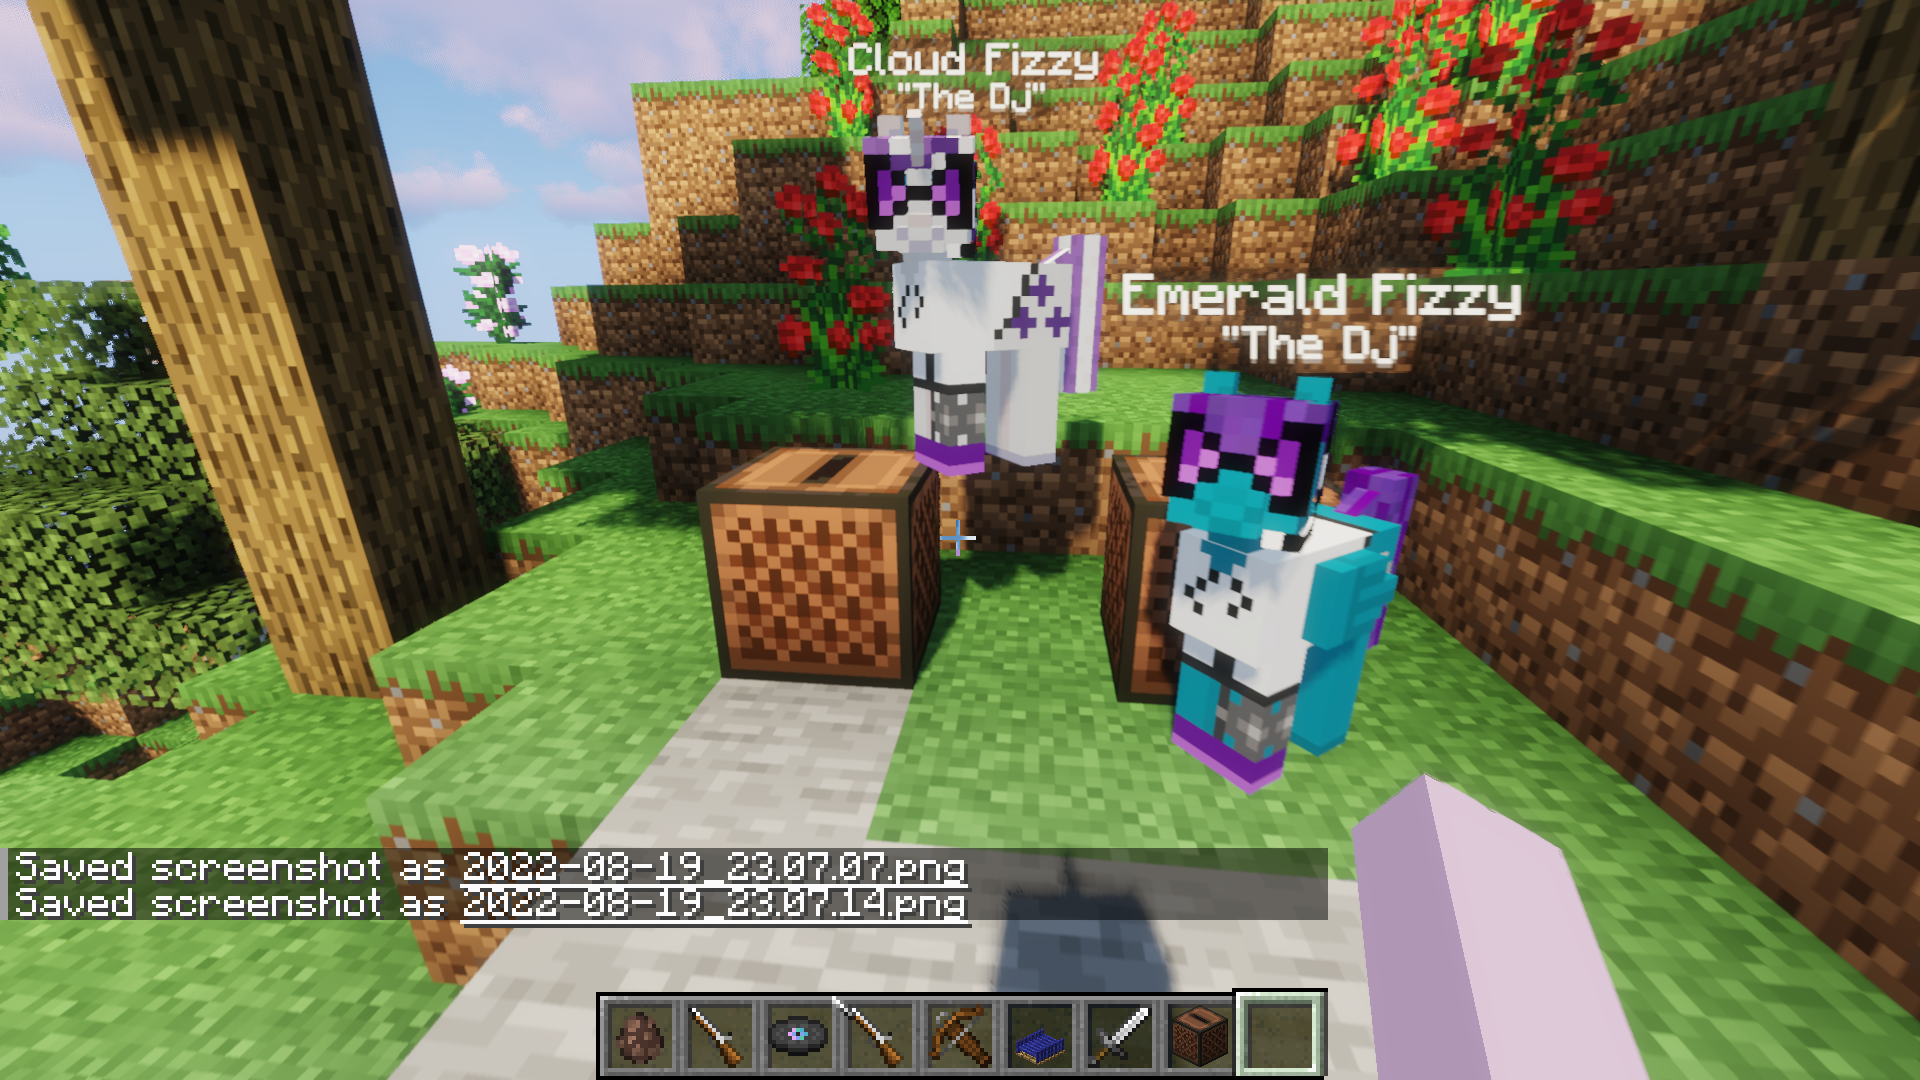 Cloud Fizzy
"The Dj"
Emerald Fizzy
"The Dj"
Saved screenshot as 2022-08-19_23.07.07.png
Saved screenshot as 2022-08-19_23.07.14.png